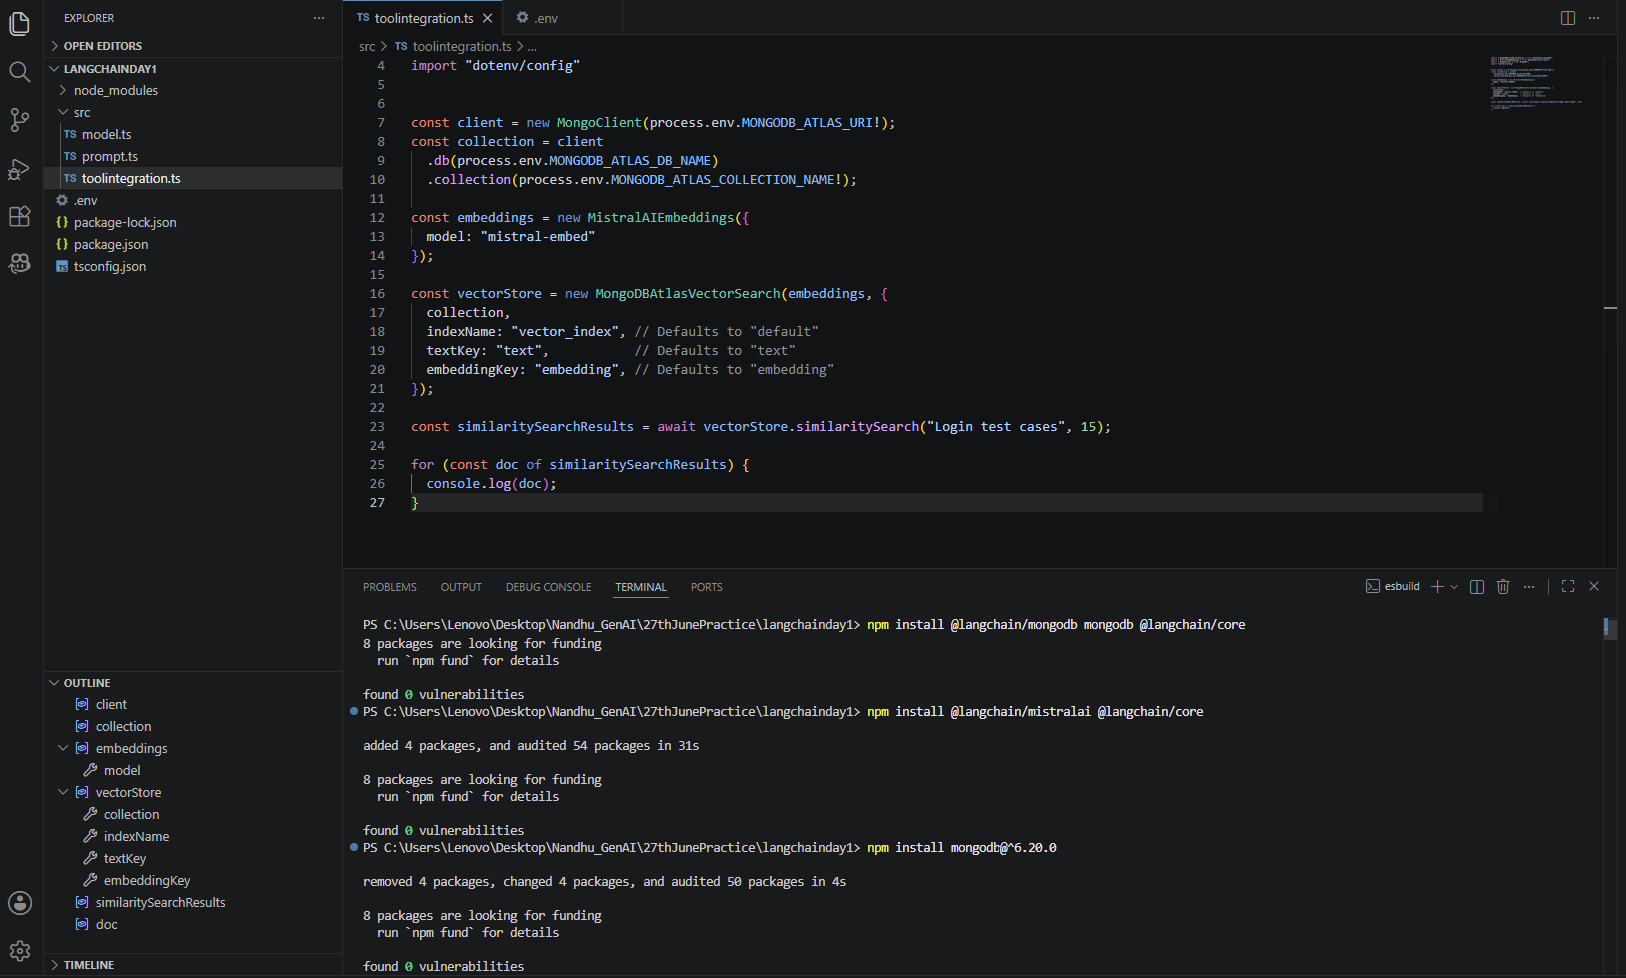 EXPLORER
OPEN EDITORS
LANGCHAINDAY1
node_modules
src
TS model.ts
TS prompt.ts
TS toolintegration.ts
.env
{} package-lock.json
{} package.json
TS tsconfig.json
OUTLINE
client
collection
embeddings
model
vectorStore
collection
indexName
textKey
embeddingKey
similaritySearchResults
doc
TIMELINE
TS toolintegration.ts
.env
src > TS toolintegration.ts > ...
4 import "dotenv/config"
5
6
7 const client = new MongoClient(process.env.MONGODB_ATLAS_URI!);
8 const collection = client
9 .db(process.env.MONGODB_ATLAS_DB_NAME)
10 .collection(process.env.MONGODB_ATLAS_COLLECTION_NAME!);
11
12 const embeddings = new MistralAIEmbeddings({
13 model: "mistral-embed"
14 });
15
16 const vectorStore = new MongoDBAtlasVectorSearch(embeddings, {
17 collection,
18 indexName: "vector_index", // Defaults to "default"
19 textKey: "text", // Defaults to "text"
20 embeddingKey: "embedding", // Defaults to "embedding"
21 });
22
23 const similaritySearchResults = await vectorStore.similaritySearch("Login test cases", 15);
24
25 for (const doc of similaritySearchResults) {
26 console.log(doc);
27 }
PROBLEMS OUTPUT DEBUG CONSOLE TERMINAL PORTS
esbuild
PS C:\Users\Lenovo\Desktop\Nandhu_GenAI\27thJunePractice\langchainday1> npm install @langchain/mongodb mongodb @langchain/core
8 packages are looking for funding
run `npm fund` for details
found 0 vulnerabilities
PS C:\Users\Lenovo\Desktop\Nandhu_GenAI\27thJunePractice\langchainday1> npm install @langchain/mistralai @langchain/core
added 4 packages, and audited 54 packages in 31s
8 packages are looking for funding
run `npm fund` for details
found 0 vulnerabilities
PS C:\Users\Lenovo\Desktop\Nandhu_GenAI\27thJunePractice\langchainday1> npm install mongodb@^6.20.0
removed 4 packages, changed 4 packages, and audited 50 packages in 4s
8 packages are looking for funding
run `npm fund` for details
found 0 vulnerabilities